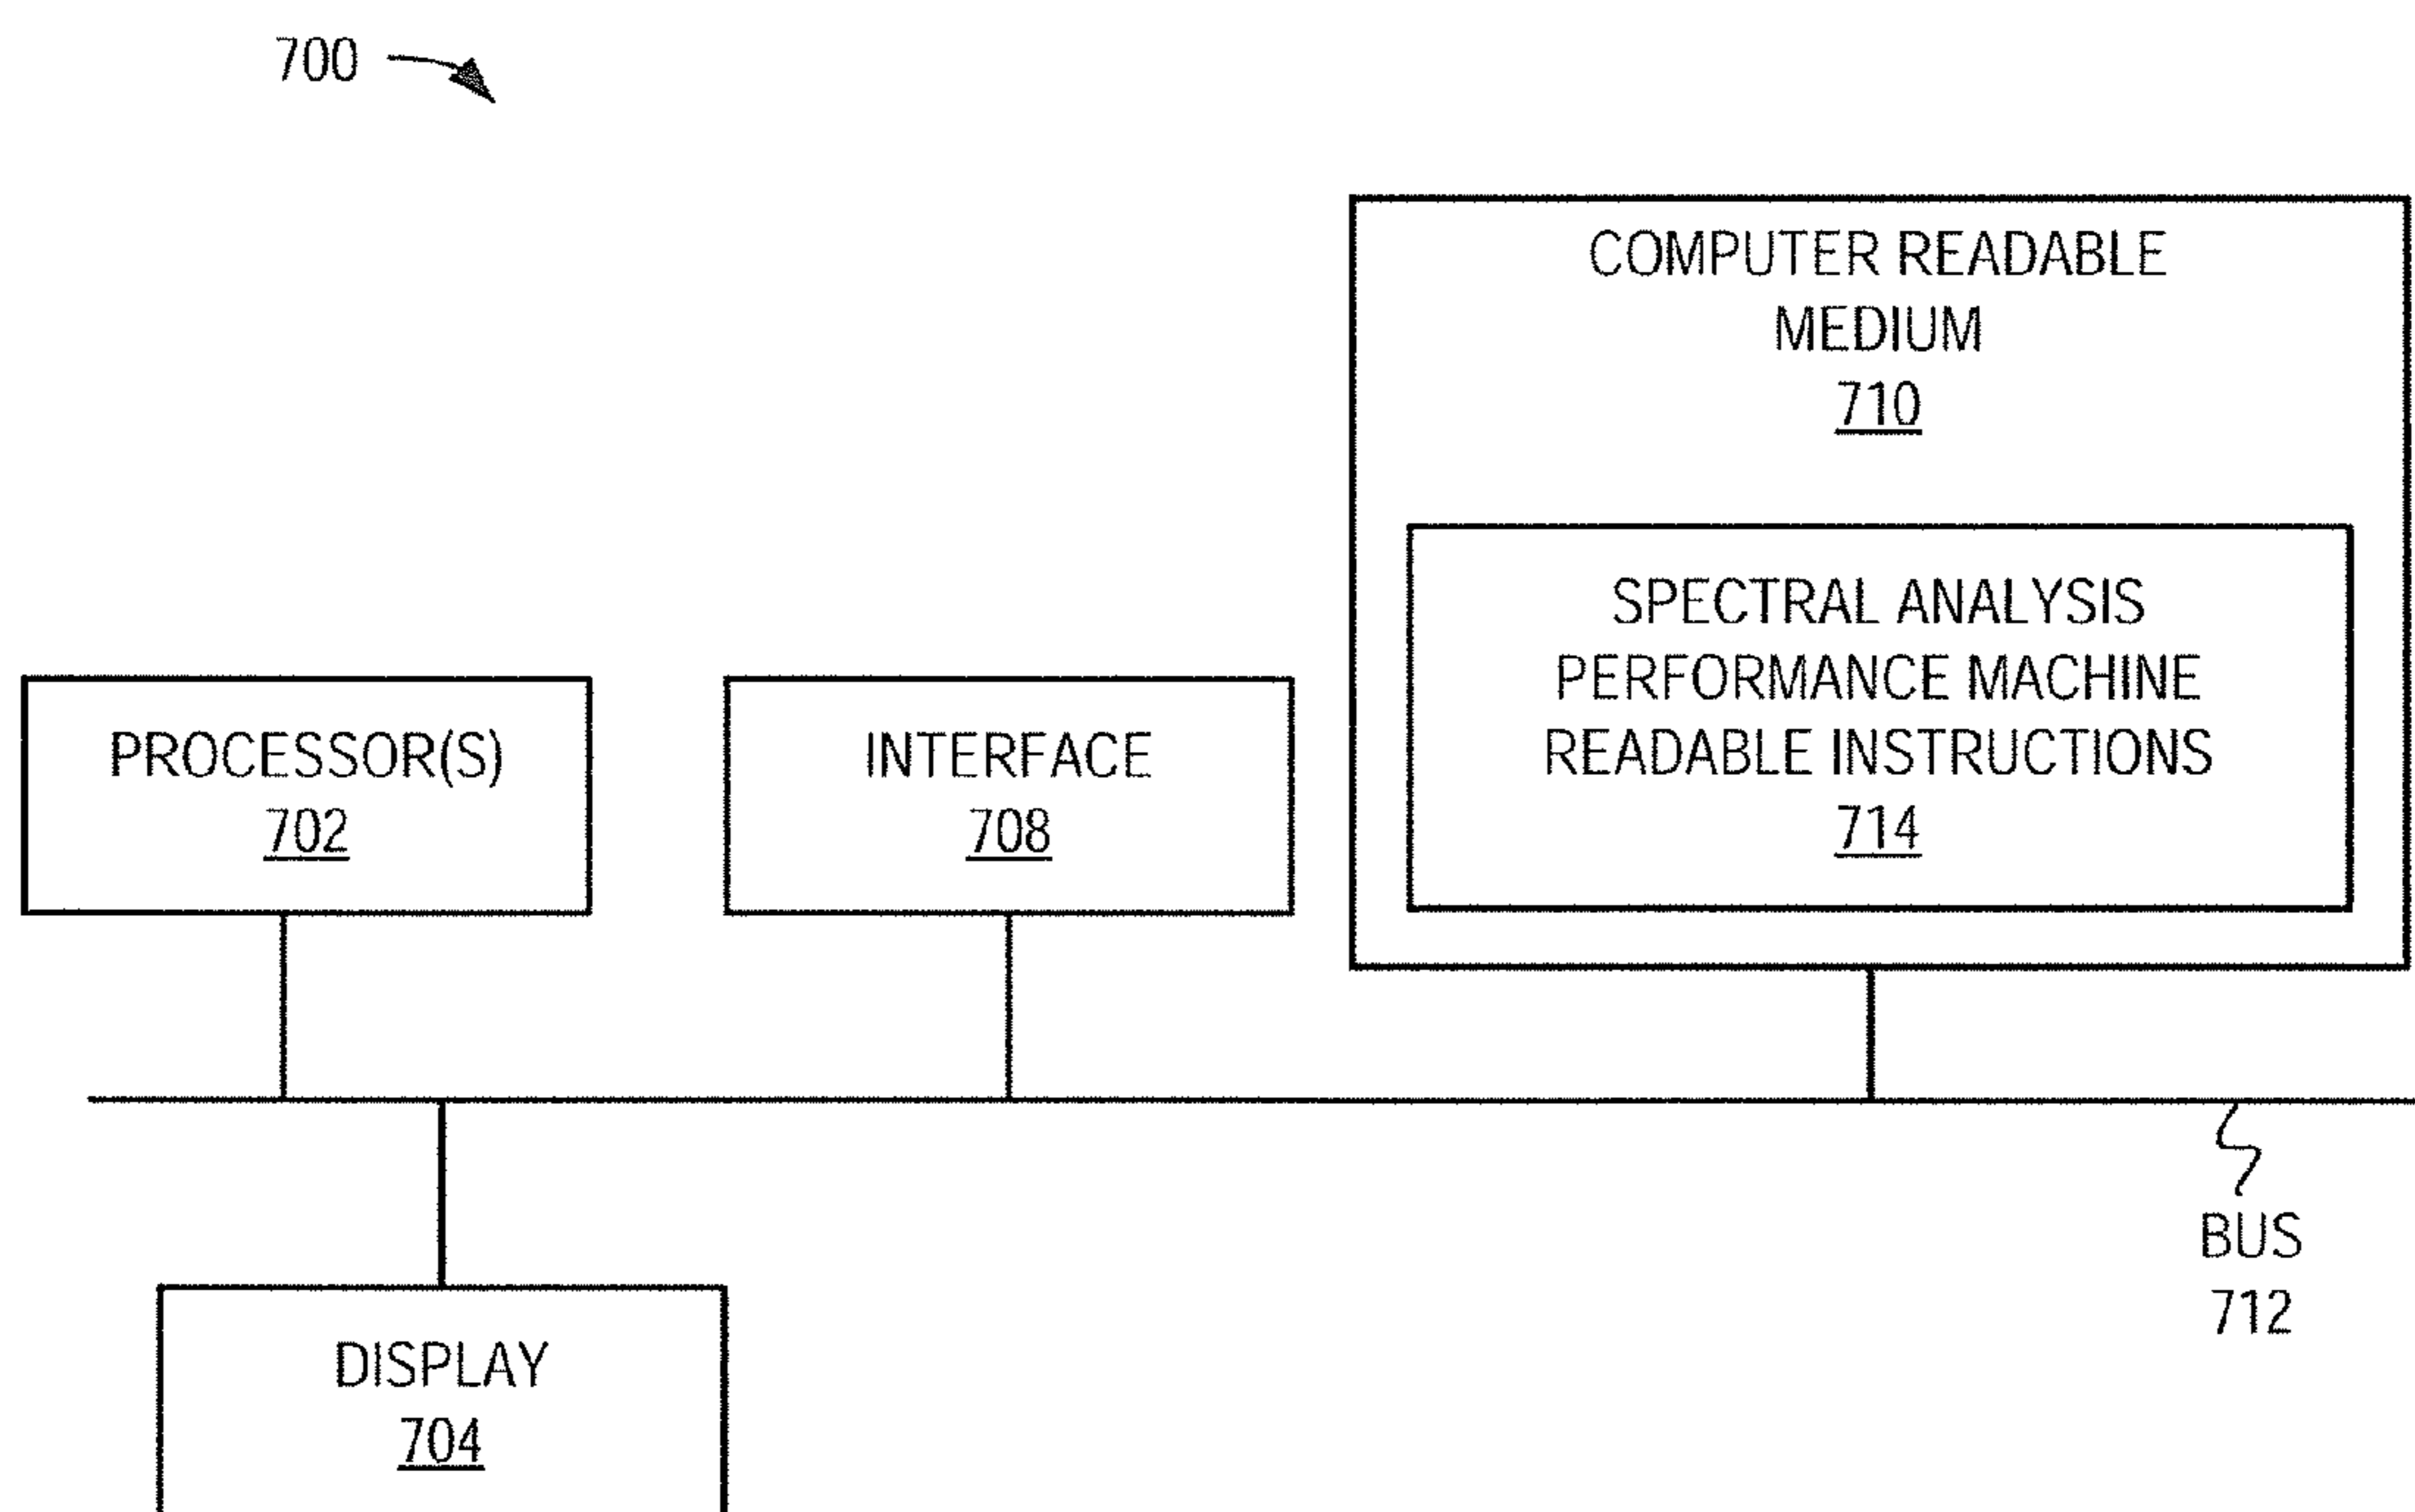 700
COMPUTER READABLE
MEDIUM
710
SPECTRAL ANALYSIS
PERFORMANCE MACHINE
READABLE INSTRUCTIONS
714
PROCESSOR(S)
702
INTERFACE
708
BUS
712
DISPLAY
704